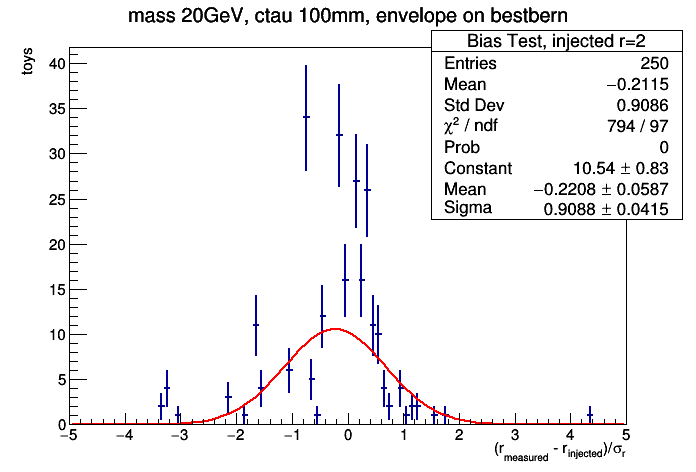 mass 20GeV, ctau 100mm, envelope on bestbern
Bias Test, injected r=2
Entries 250
Mean −0.2115
Std Dev 0.9086
χ² / ndf 794 / 97
Prob 0
Constant 10.54 ± 0.83
Mean −0.2208 ± 0.0587
Sigma 0.9088 ± 0.0415
toys
40
35
30
25
20
15
10
5
0
−5 −4 −3 −2 −1 0 1 2 3 4 5
(r_measured - r_injected)/σ_r